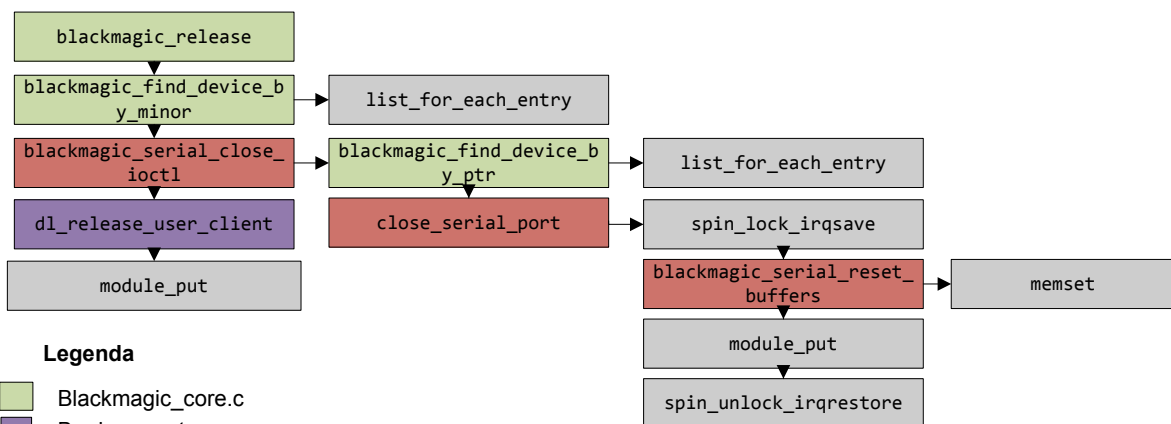 blackmagic_release
blackmagic_find_device_b
y_minor
list_for_each_entry
blackmagic_serial_close_
ioctl
blackmagic_find_device_b
y_ptr
list_for_each_entry
dl_release_user_client
close_serial_port
spin_lock_irqsave
module_put
blackmagic_serial_reset_
buffers
memset
module_put
spin_unlock_irqrestore
Legenda
Blackmagic_core.c